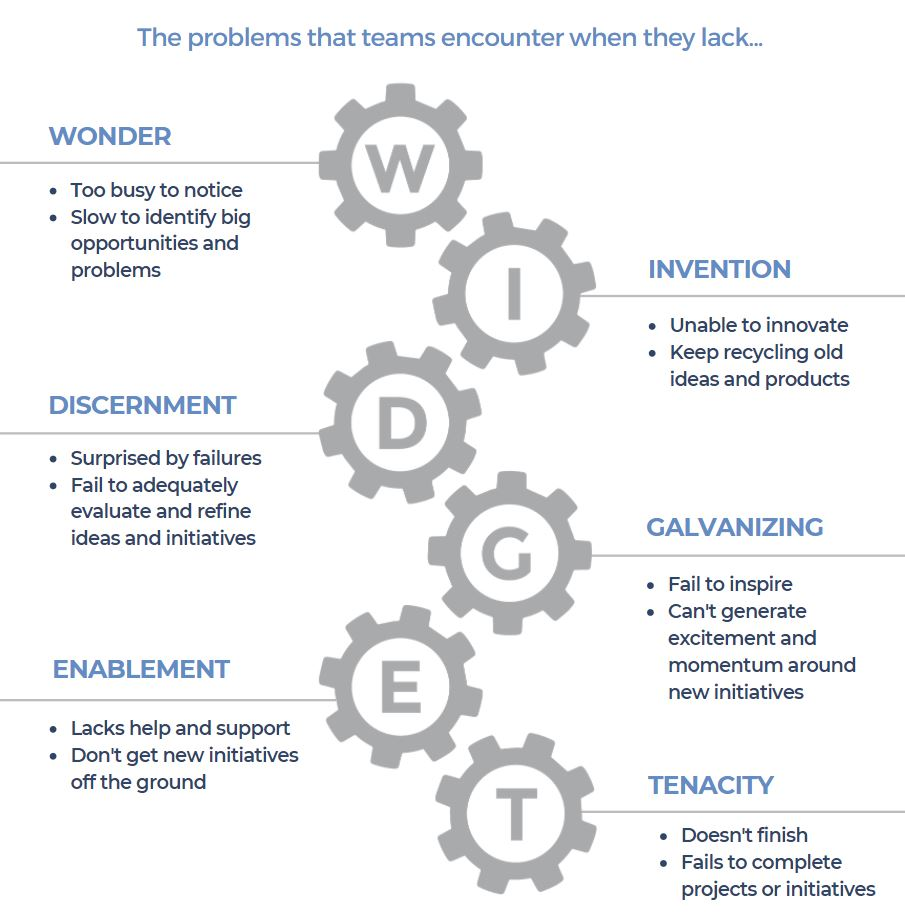 The problems that teams encounter when they lack...
WONDER
W
• Too busy to notice
• Slow to identify big
opportunities and
problems
INVENTION
I
• Unable to innovate
• Keep recycling old
ideas and products
DISCERNMENT
D
• Surprised by failures
• Fail to adequately
evaluate and refine
ideas and initiatives
GALVANIZING
G
• Fail to inspire
• Can't generate
excitement and
momentum around
new initiatives
ENABLEMENT
E
• Lacks help and support
• Don't get new initiatives
off the ground
TENACITY
T
• Doesn't finish
• Fails to complete
projects or initiatives